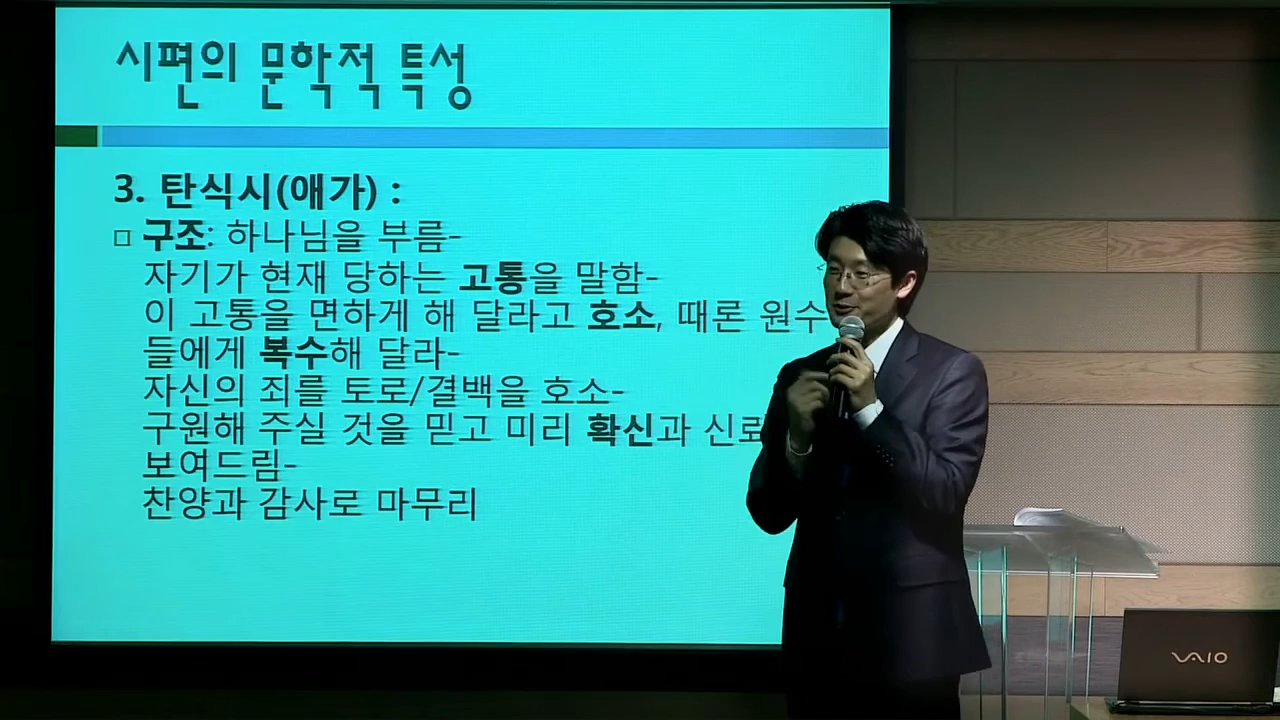 시편의 문학적 특성
3. 탄식시(애가) :
□ 구조: 하나님을 부름-
자기가 현재 당하는 고통을 말함-
이 고통을 면하게 해 달라고 호소, 때론 원수
들에게 복수해 달라-
자신의 죄를 토로/결백을 호소-
구원해 주실 것을 믿고 미리 확신과 신뢰
보여드림-
찬양과 감사로 마무리
VAIO